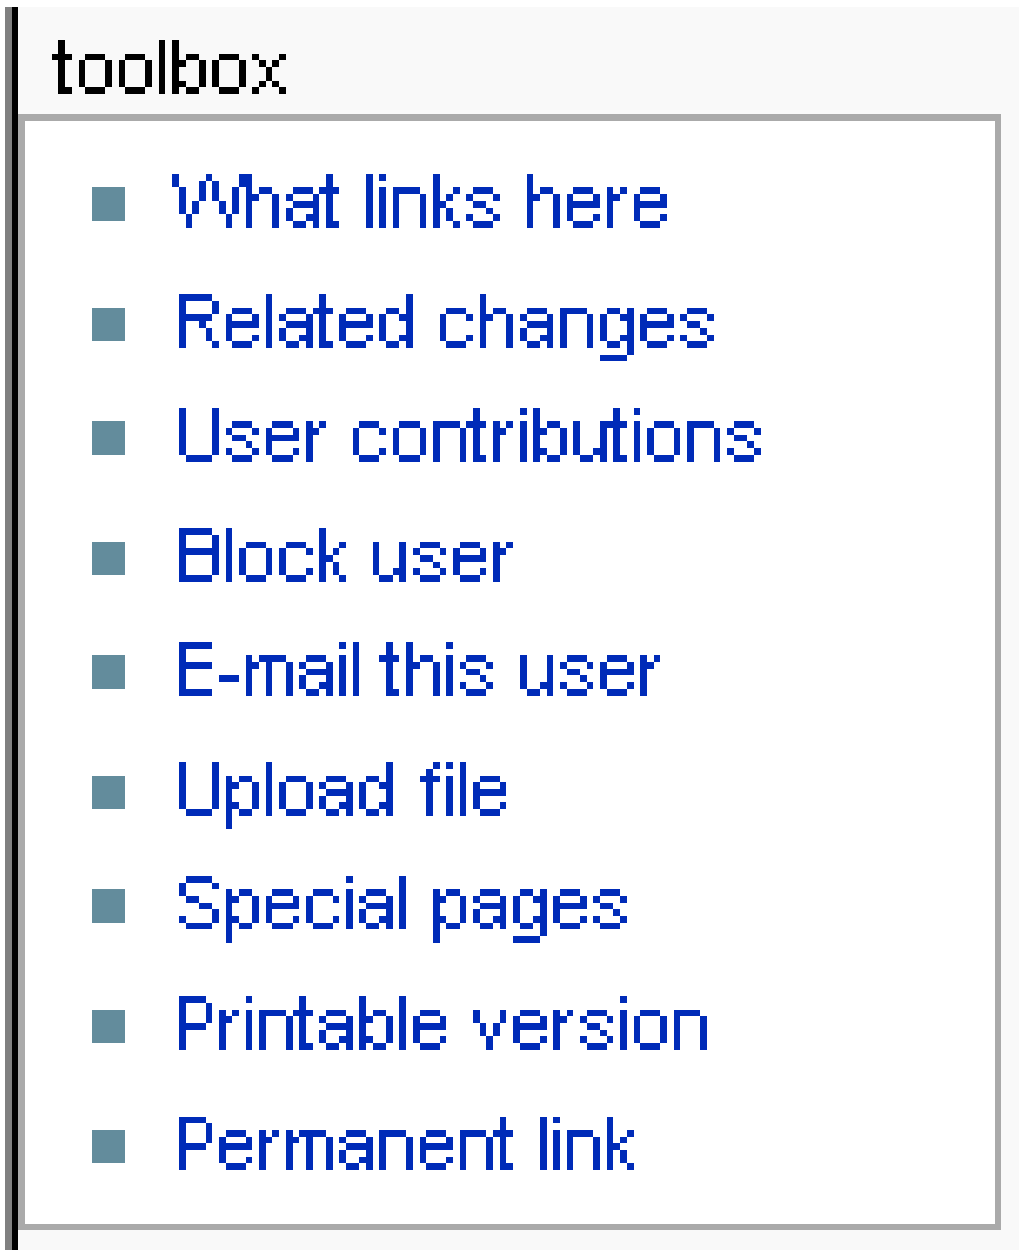 toolbox
What links here
Related changes
User contributions
Block user
E-mail this user
Upload file
Special pages
Printable version
Permanent link